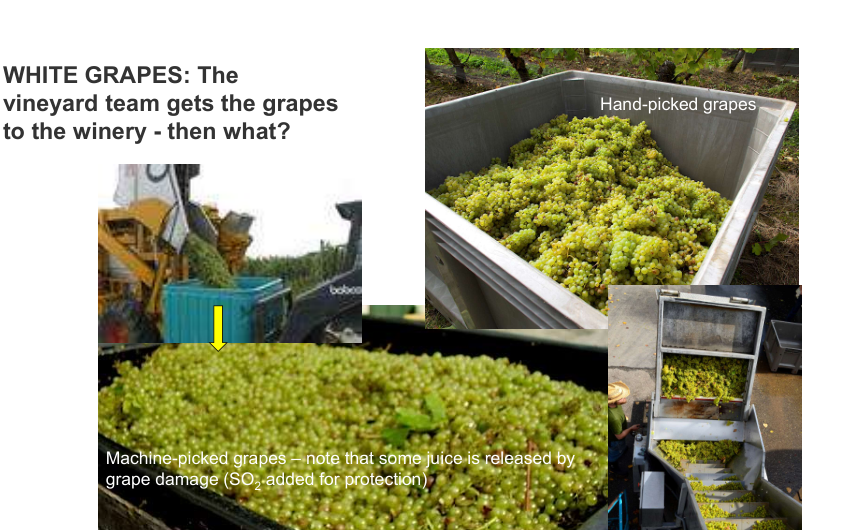 WHITE GRAPES: The
vineyard team gets the grapes
to the winery - then what?
Hand-picked grapes
bobca
Machine-picked grapes – note that some juice is released by
grape damage (SO₂ added for protection)